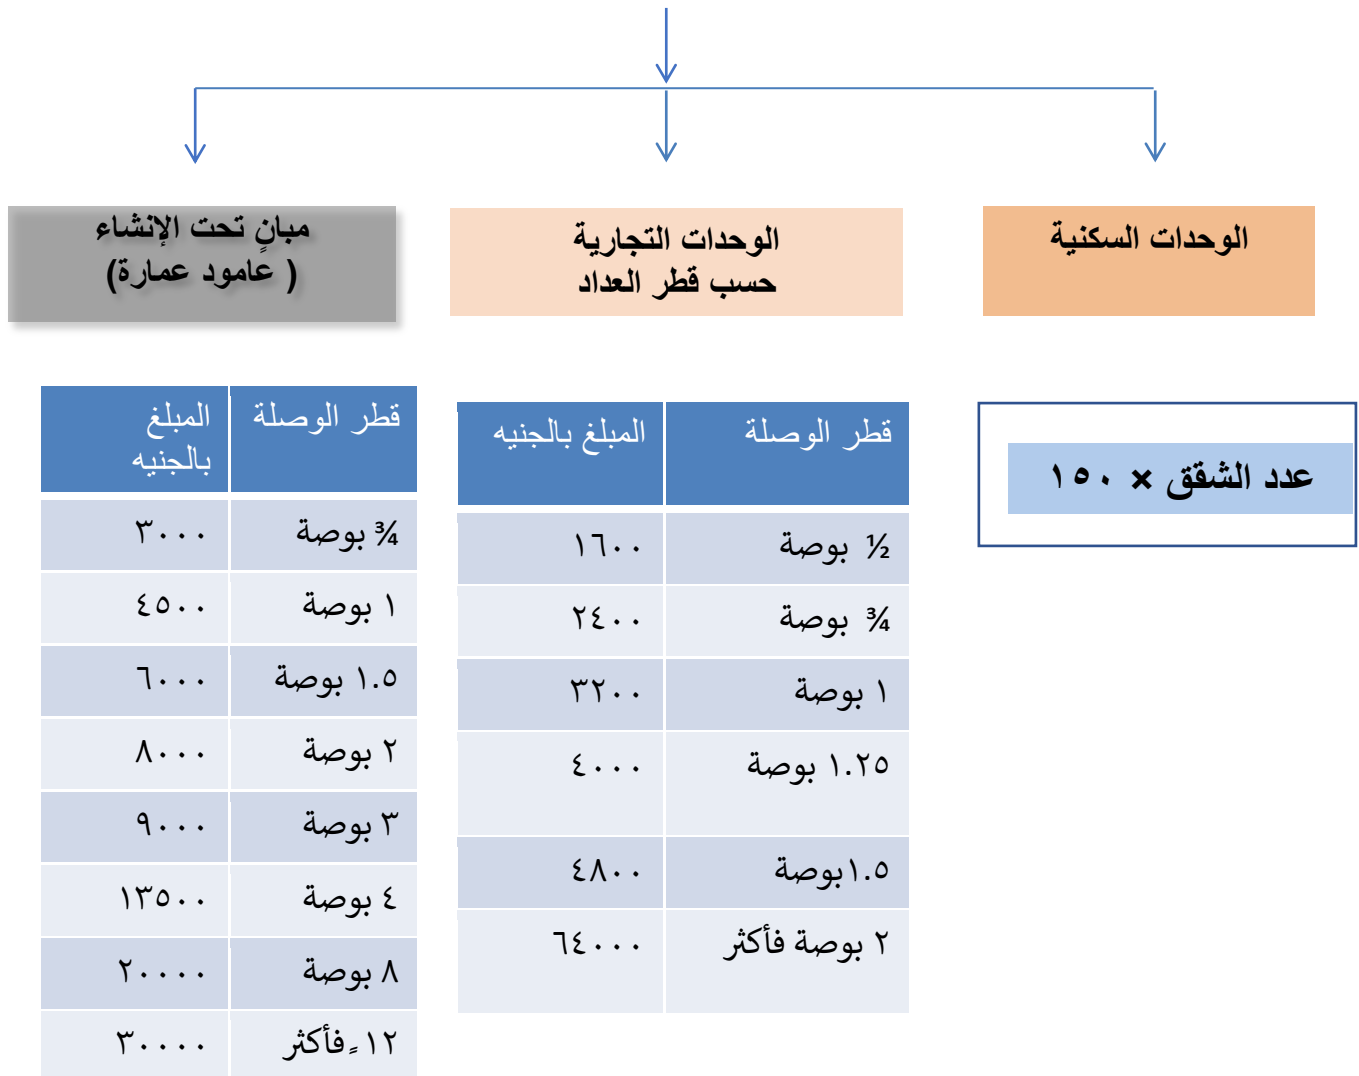 الوحدات السكنية
عدد الشقق × ١٥٠
الوحدات التجارية
حسب قطر العداد
قطر الوصلة المبلغ بالجنيه
½ بوصة ١٦٠٠
¾ بوصة ٢٤٠٠
١ بوصة ٣٢٠٠
١.٢٥ بوصة ٤٠٠٠
١.٥بوصة ٤٨٠٠
٢ بوصة فأكثر ٦٤٠٠٠
مبانٍ تحت الإنشاء
( عامود عمارة)
قطر الوصلة المبلغ
بالجنيه
¾ بوصة ٣٠٠٠
١ بوصة ٤٥٠٠
١.٥ بوصة ٦٠٠٠
٢ بوصة ٨٠٠٠
٣ بوصة ٩٠٠٠
٤ بوصة ١٣٥٠٠
٨ بوصة ٢٠٠٠٠
١٢ ًفأكثر ٣٠٠٠٠